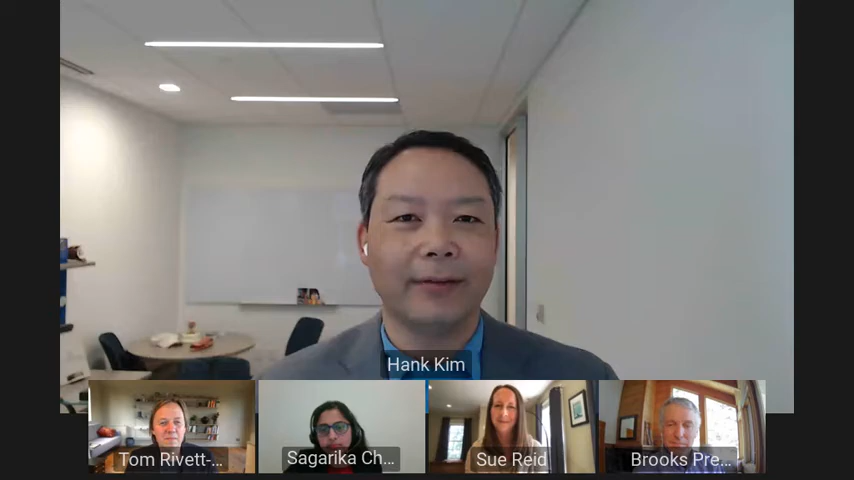 Hank Kim
Tom Rivett-...
Sagarika Ch...
Sue Reid
Brooks Pre...